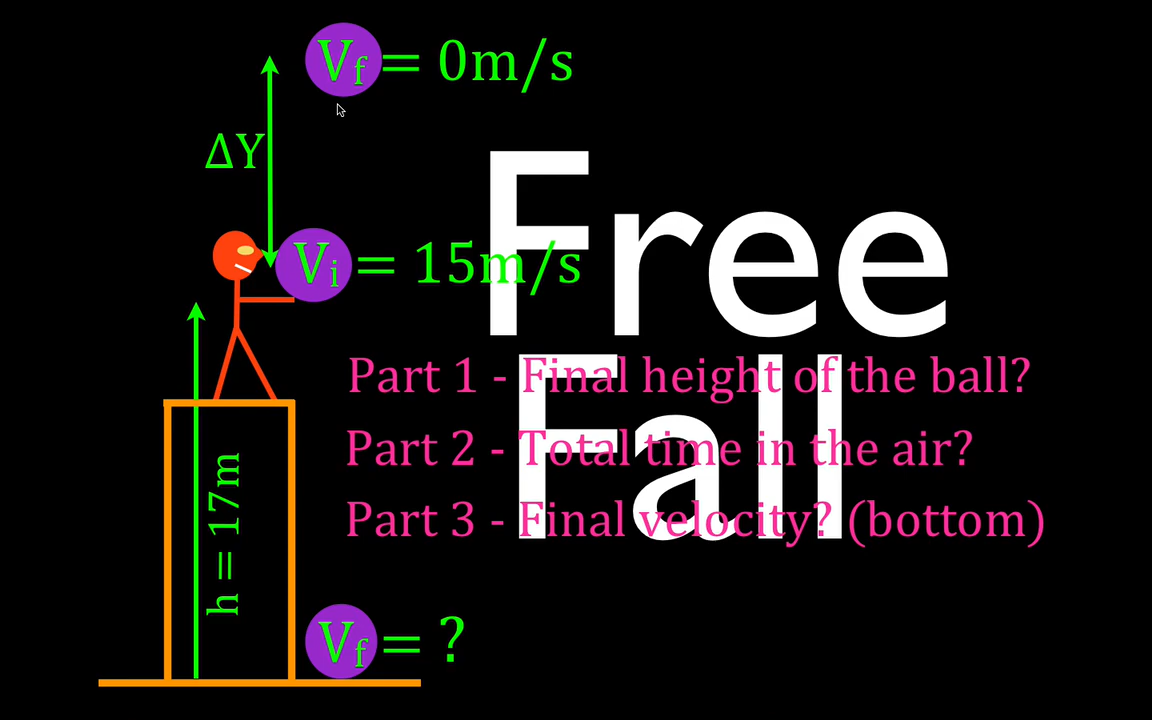 Vf = 0m/s
ΔY
Free
Vi = 15m/s
Fall
Part 1 - Final height of the ball?
Part 2 - Total time in the air?
Part 3 - Final velocity? (bottom)
h = 17m
Vf = ?